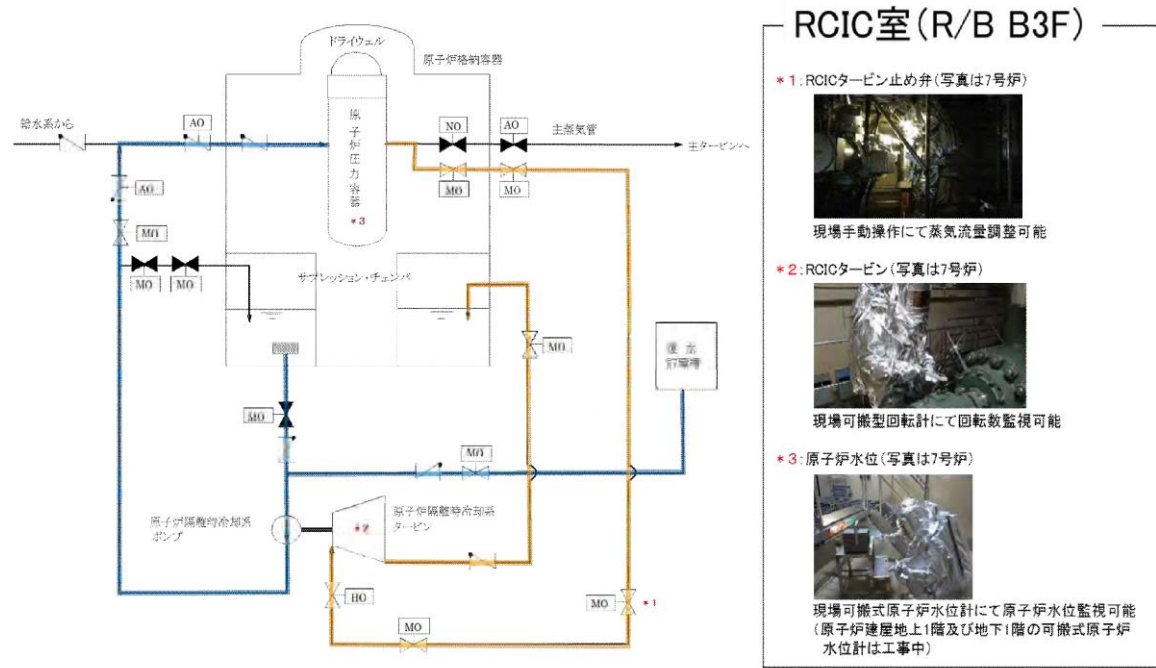 ドライウェル
原子炉格納容器
給水系から
AO
NO
AO
主蒸気管
主タービンへ
原子炉圧力容器
*3
MO
MO
AO
MO
MO
MO
サプレッション・チェンバ
MO
MO
MO
原子炉隔離時冷却系
ポンプ
*2
原子炉隔離時冷却系
タービン
HO
MO
MO
*1
RCIC室(R/B B3F)
*1:RCICタービン止め弁(写真は7号炉)
現場手動操作にて蒸気流量調整可能
*2:RCICタービン(写真は7号炉)
現場可搬型回転計にて回転数監視可能
*3:原子炉水位(写真は7号炉)
現場可搬式原子炉水位計にて原子炉水位監視可能
(原子炉建屋地上1階及び地下1階の可搬式原子炉
水位計は工事中)